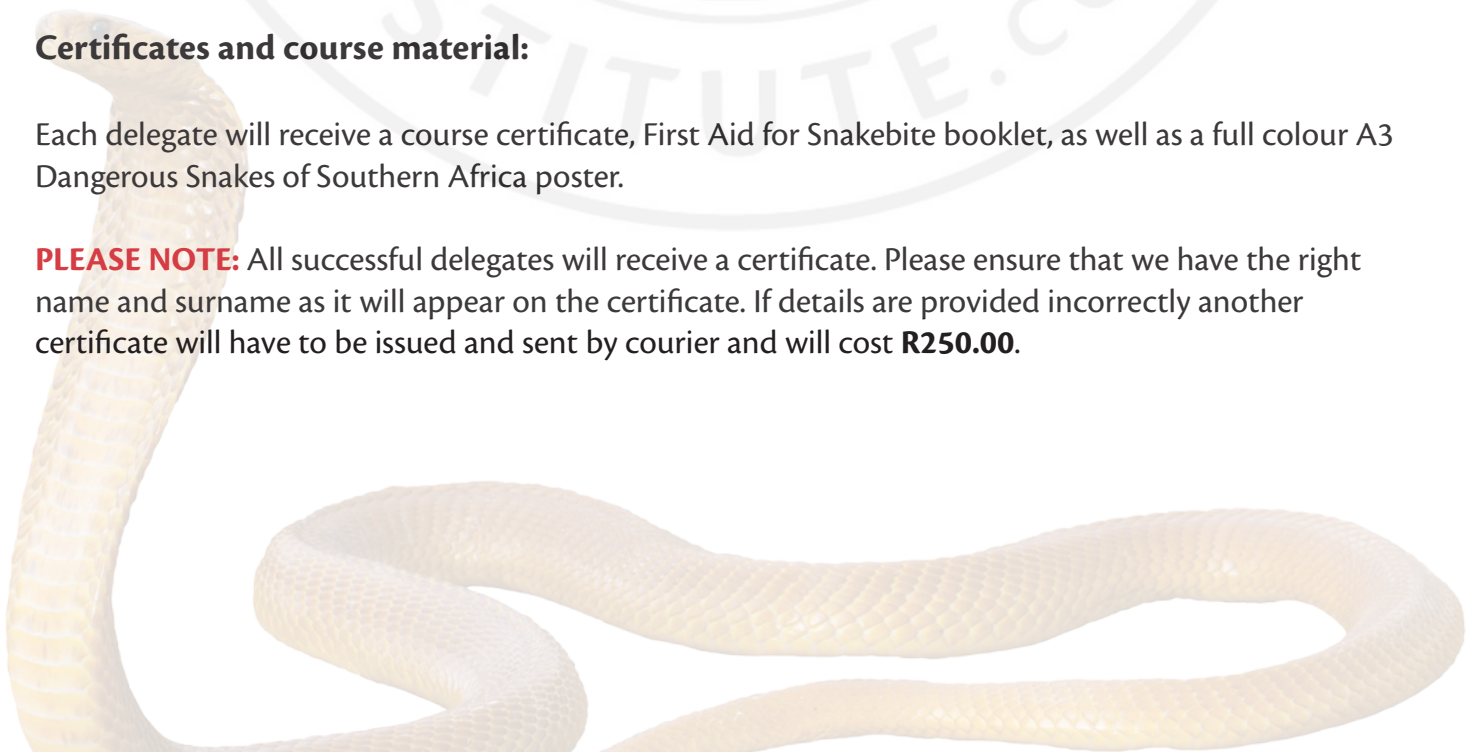 STITUTE.CO
Certificates and course material:
Each delegate will receive a course certificate, First Aid for Snakebite booklet, as well as a full colour A3
Dangerous Snakes of Southern Africa poster.
PLEASE NOTE: All successful delegates will receive a certificate. Please ensure that we have the right
name and surname as it will appear on the certificate. If details are provided incorrectly another
certificate will have to be issued and sent by courier and will cost R250.00.